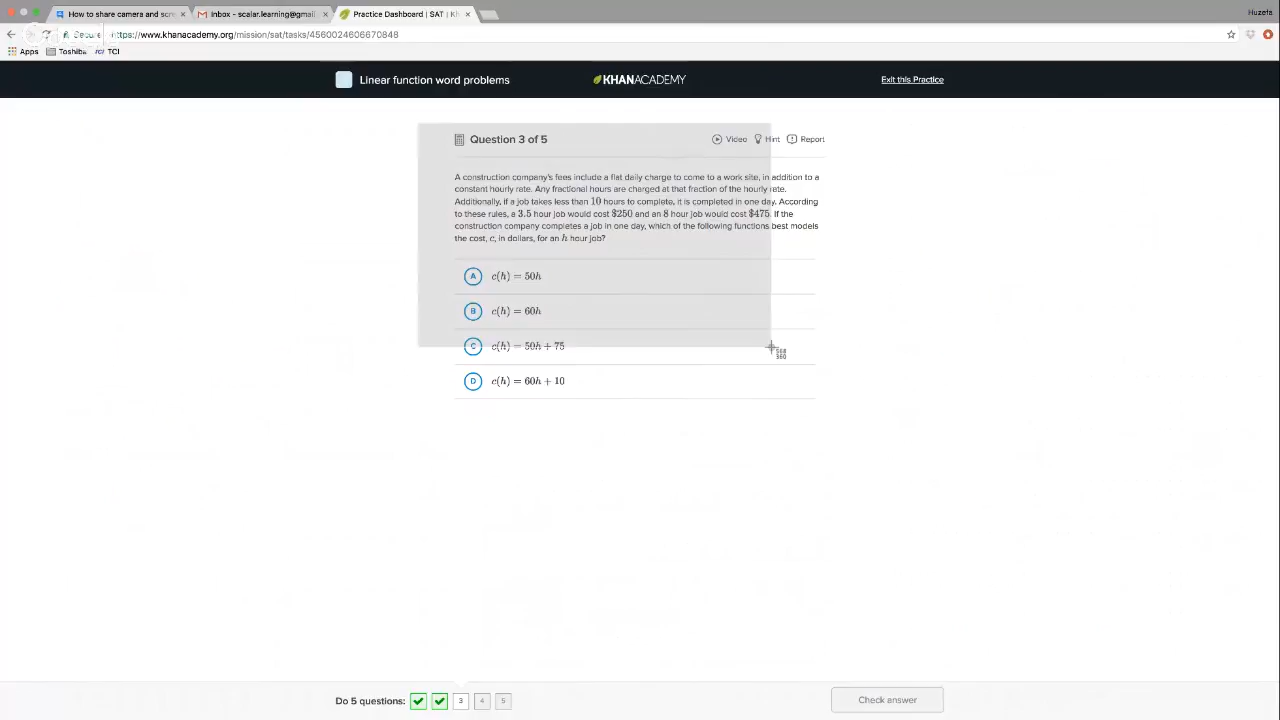 How to share camera and scre
Inbox - scalar.learning@gmail.
Practice Dashboard | SAT | Kh
Huzefa
Secure https://www.khanacademy.org/mission/sat/tasks/4560024606670848
Apps Toshiba TCI
Linear function word problems
KHANACADEMY
Exit this Practice
Question 3 of 5
Video Hint Report
A construction company's fees include a flat daily charge to come to a work site, in addition to a
constant hourly rate. Any fractional hours are charged at that fraction of the hourly rate.
Additionally, if a job takes less than 10 hours to complete, it is completed in one day. According
to these rules, a 3.5 hour job would cost $250 and an 8 hour job would cost $475. If the
construction company completes a job in one day, which of the following functions best models
the cost, c, in dollars, for an h hour job?
A c(h) = 50h
B c(h) = 60h
C c(h) = 50h + 75
D c(h) = 60h + 10
Do 5 questions: 3 4 5
Check answer